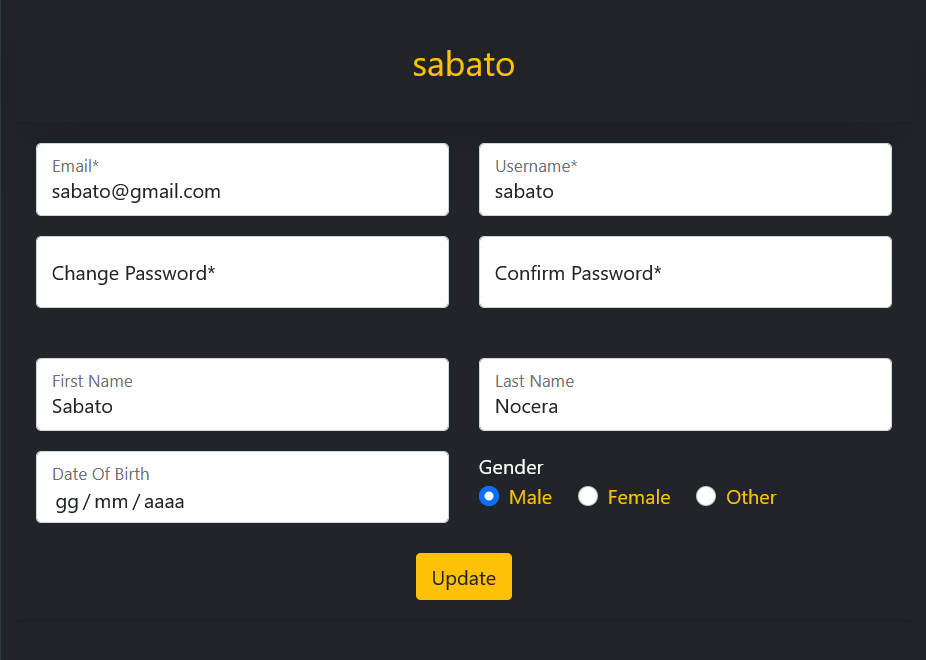 sabato
Email*
sabato@gmail.com
Username*
sabato
Change Password*
Confirm Password*
First Name
Sabato
Last Name
Nocera
Date Of Birth
gg/mm/aaaa
Gender
Male Female Other
Update